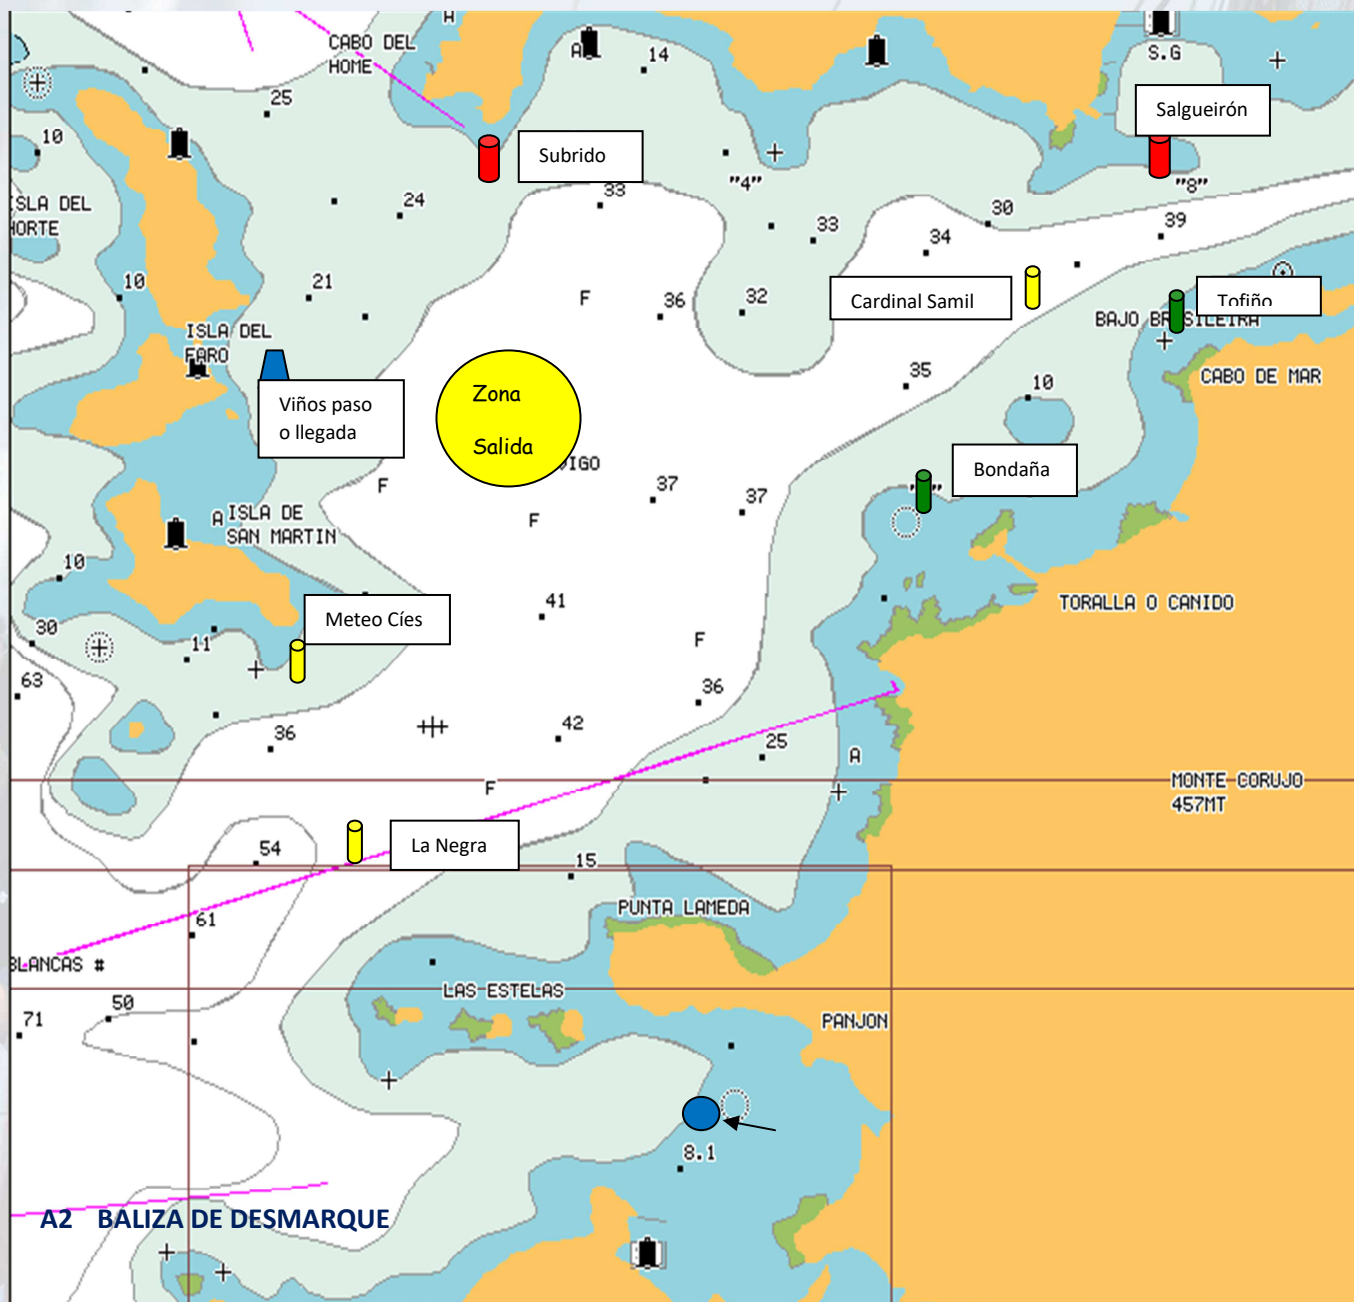 A
CABO DEL
HOME
A
14
S.G
25
Salgueirón
10
Subrido
"4"
"8"
24
33
ISLA DEL
NORTE
33
30
34
39
10
21
F
36
32
Cardinal Samil
Tofiño
BAJO BRASILEIRA
ISLA DEL
FARO
35
CABO DE MAR
Zona
Salida
Viños paso
o llegada
10
VIGO
Bondaña
F
37
37
A
ISLA DE
SAN MARTIN
F
10
41
TORALLA O CANIDO
Meteo Cíes
30
11
F
63
36
36
42
25
A
F
MONTE CORUJO
457MT
54
La Negra
15
61
PUNTA LAMEDA
BLANCAS #
LAS ESTELAS
50
71
PANJON
8.1
A2 BALIZA DE DESMARQUE